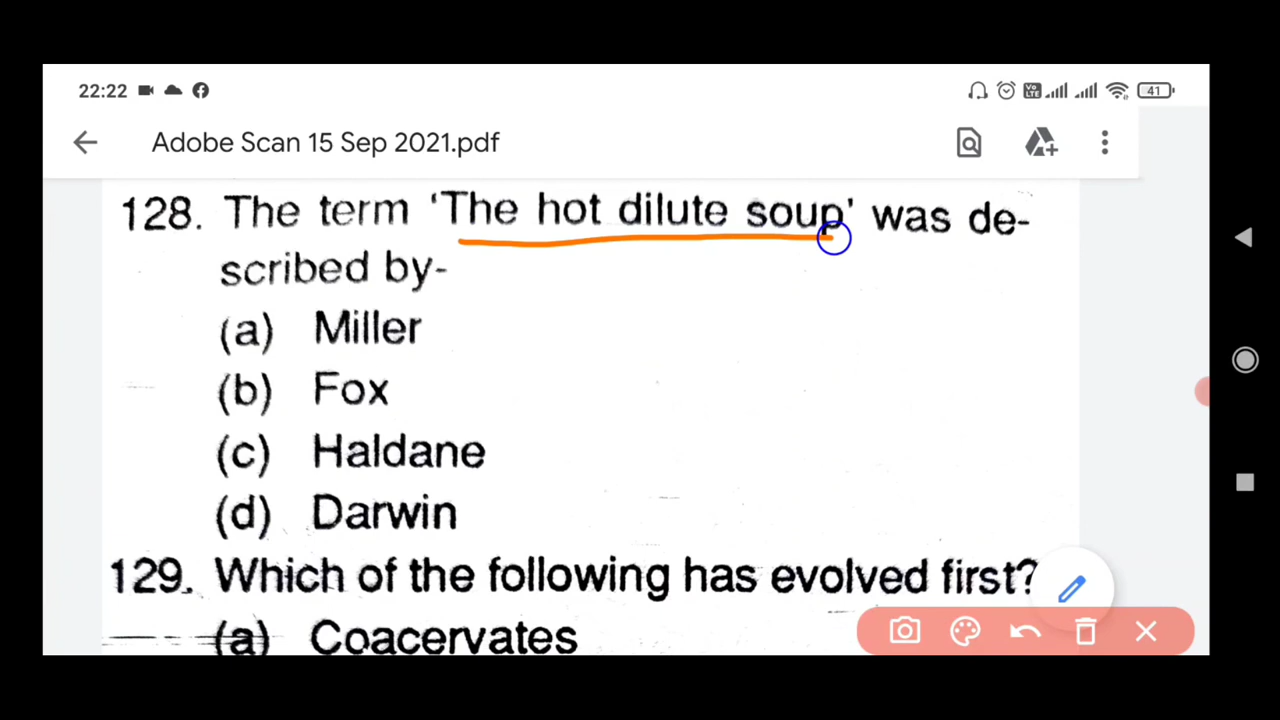 22:22
41
Adobe Scan 15 Sep 2021.pdf
128. The term 'The hot dilute soup' was de-
scribed by-
(a) Miller
(b) Fox
(c) Haldane
(d) Darwin
129. Which of the following has evolved first?
(a) Coacervates